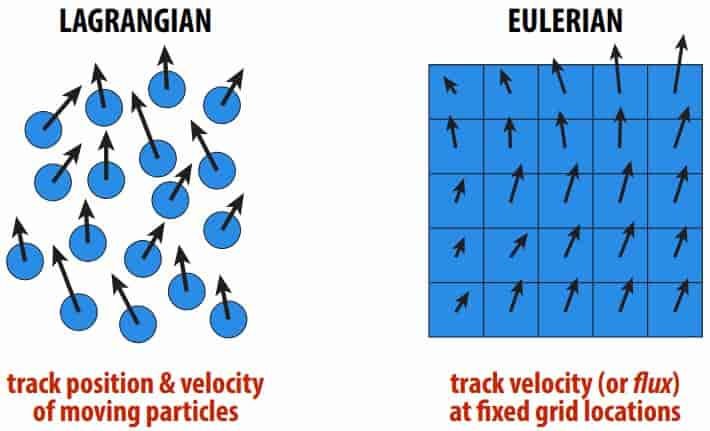 LAGRANGIAN
EULERIAN
track position & velocity
of moving particles
track velocity (or flux)
at fixed grid locations